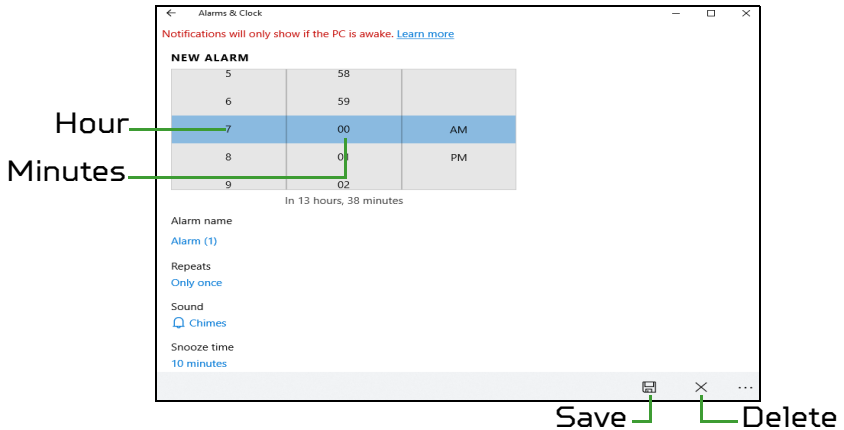 Alarms & Clock
Notifications will only show if the PC is awake. Learn more
NEW ALARM
5 58
6 59
Hour 7 00 AM
8 01 PM
Minutes
9 02
In 13 hours, 38 minutes
Alarm name
Alarm (1)
Repeats
Only once
Sound
Chimes
Snooze time
10 minutes
Save Delete